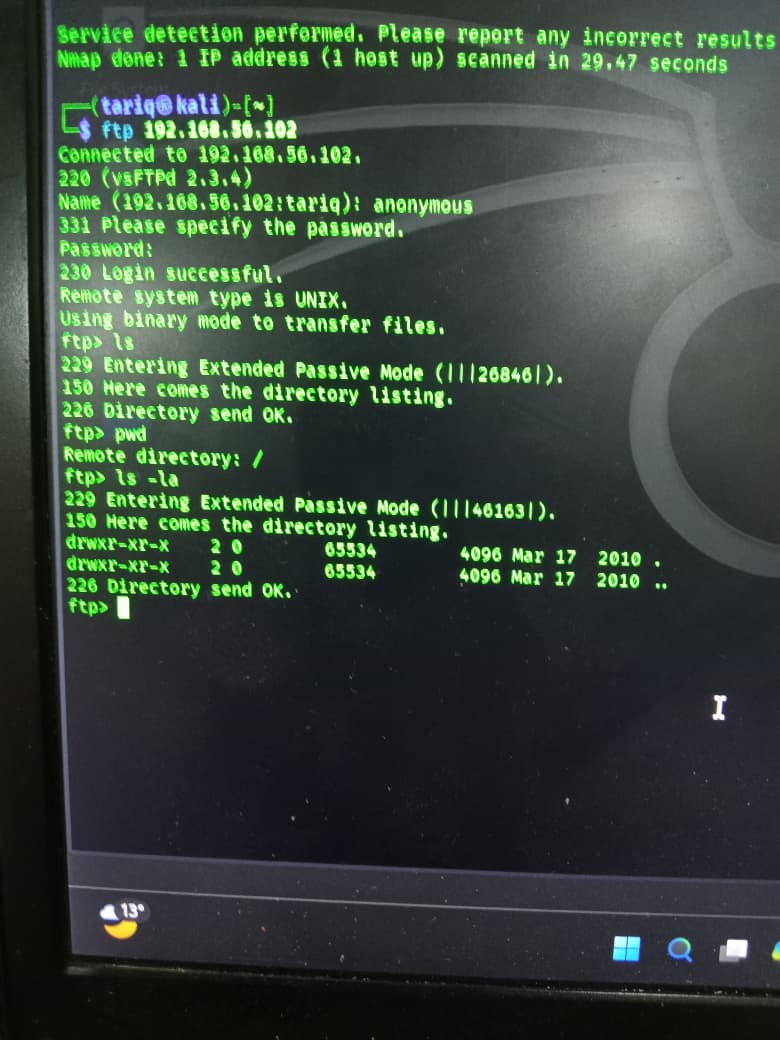 Service detection performed. Please report any incorrect results
Nmap done: 1 IP address (1 host up) scanned in 29.47 seconds
┌──(tariq㉿kali)-[~]
└─$ ftp 192.168.56.102
Connected to 192.168.56.102.
220 (vsFTPd 2.3.4)
Name (192.168.56.102:tariq): anonymous
331 Please specify the password.
Password:
230 Login successful.
Remote system type is UNIX.
Using binary mode to transfer files.
ftp> ls
229 Entering Extended Passive Mode (|||26846|).
150 Here comes the directory listing.
226 Directory send OK.
ftp> pwd
Remote directory: /
ftp> ls -la
229 Entering Extended Passive Mode (|||46163|).
150 Here comes the directory listing.
drwxr-xr-x    2 0        65534        4096 Mar 17  2010 .
drwxr-xr-x    2 0        65534        4096 Mar 17  2010 ..
226 Directory send OK.
ftp>
13°